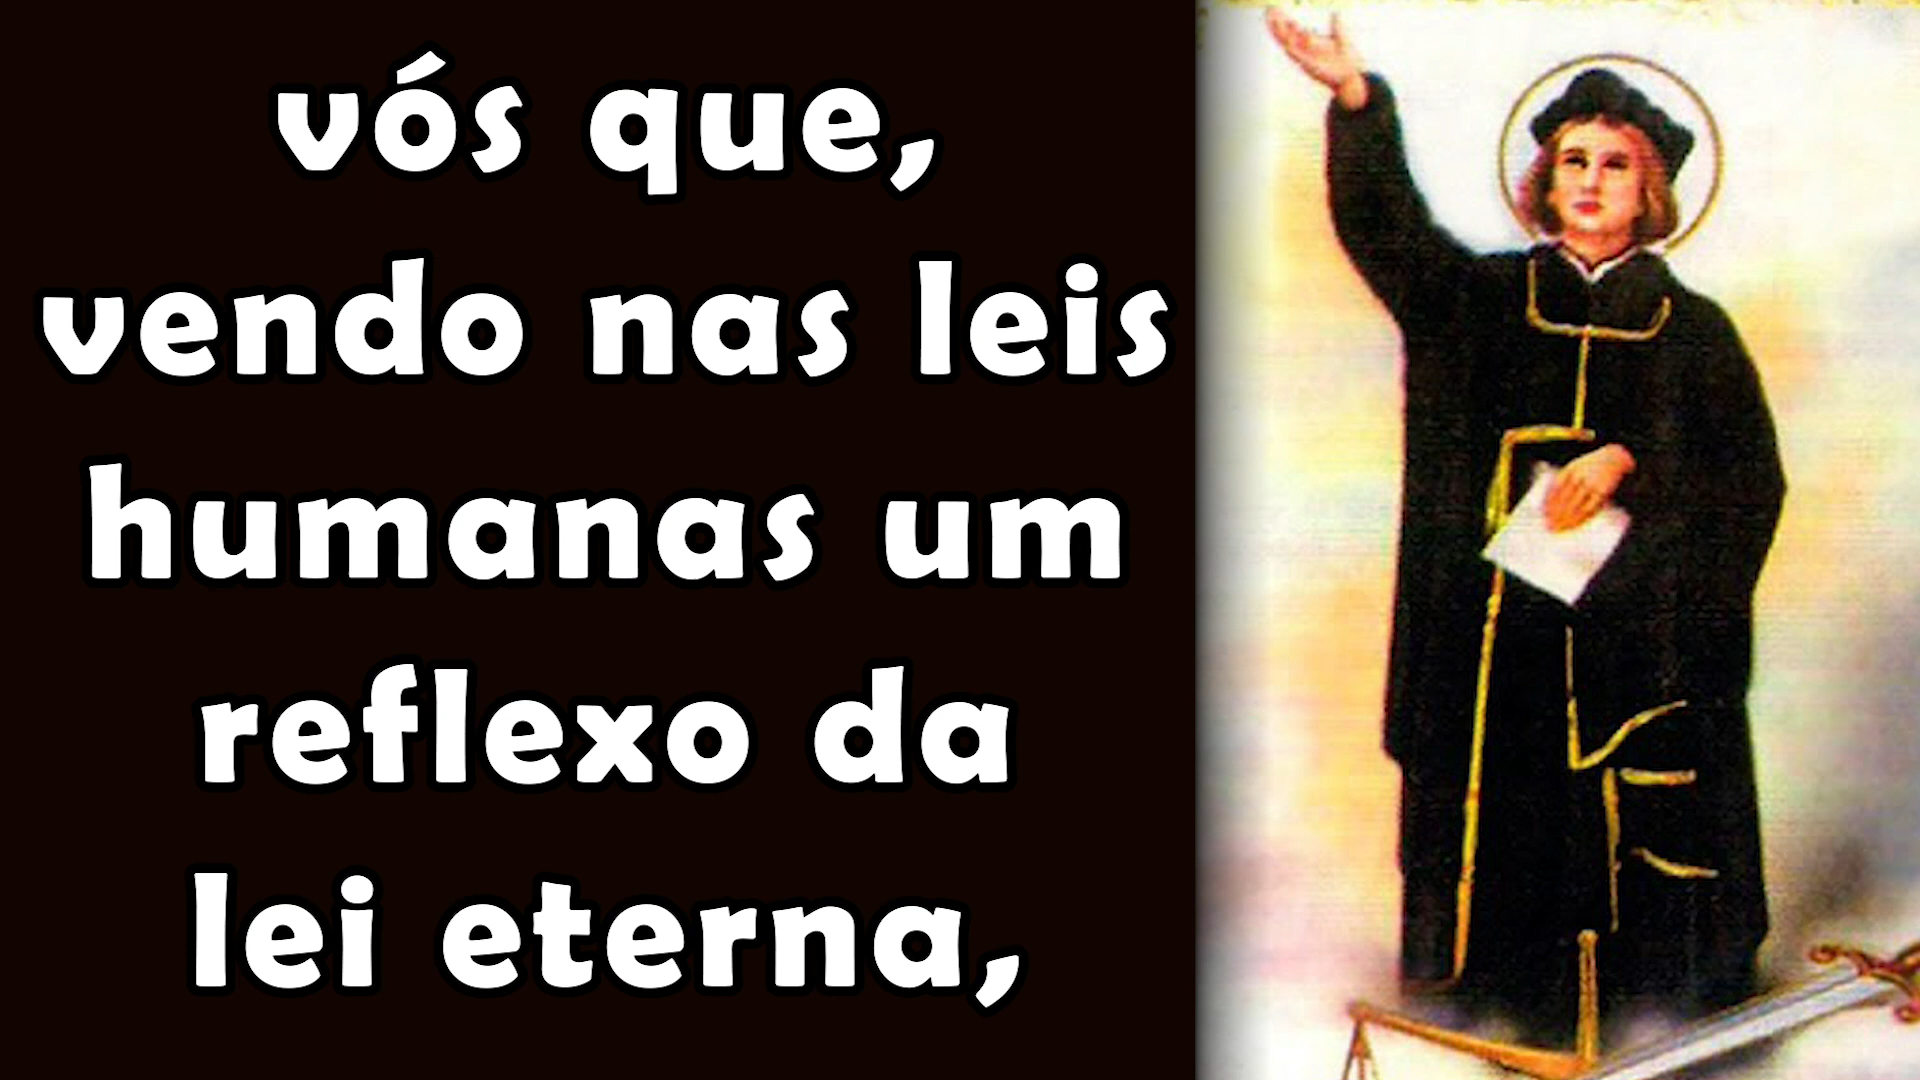 vós que,
vendo nas leis
humanas um
reflexo da
lei eterna,